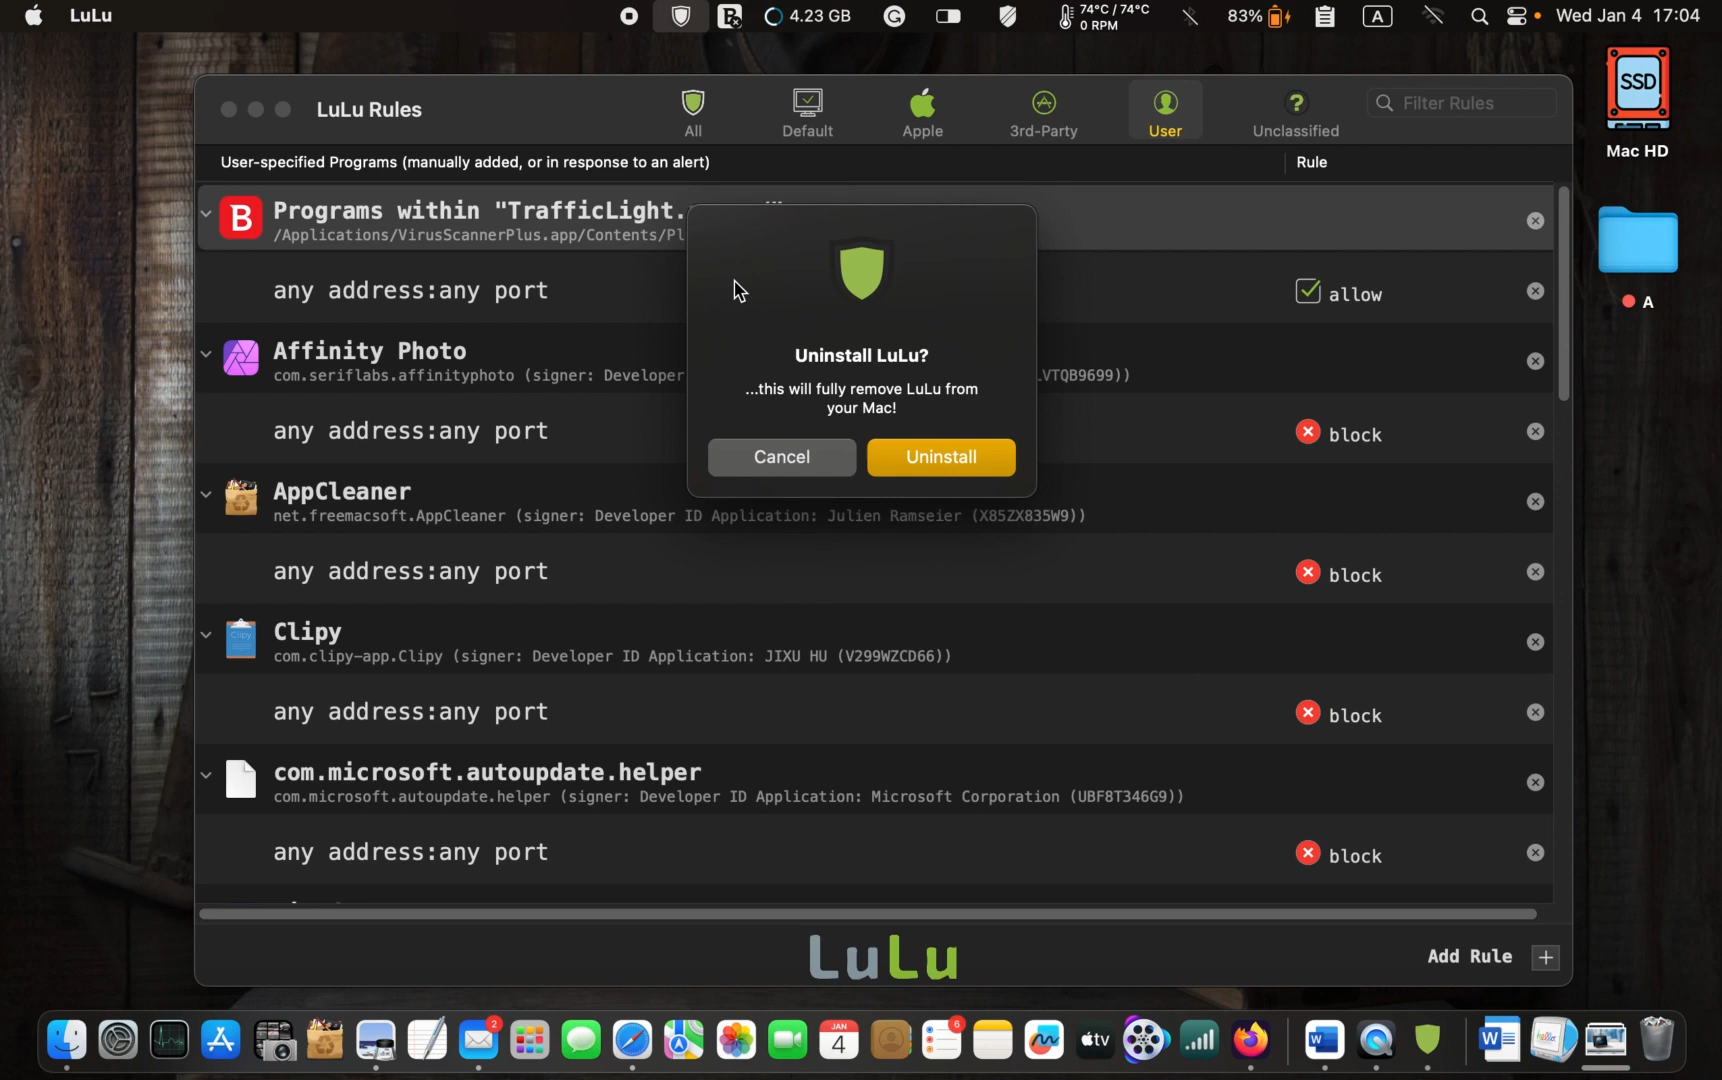 LuLu
4.23 GB
74°C / 74°C
0 RPM
83%
A
Wed Jan 4 17:04
SSD
Mac HD
A
LuLu Rules
All
Default
Apple
3rd-Party
User
Unclassified
Filter Rules
User-specified Programs (manually added, or in response to an alert)
Rule
B Programs within "TrafficLight.
/Applications/VirusScannerPlus.app/Contents/Pl
any address:any port
allow
Affinity Photo
com.seriflabs.affinityphoto (signer: Developer
VTQB9699))
any address:any port
block
AppCleaner
net.freemacsoft.AppCleaner (signer: Developer ID Application: Julien Ramseier (X85ZX835W9))
any address:any port
block
Clipy
Clipy
com.clipy-app.Clipy (signer: Developer ID Application: JIXU HU (V299WZCD66))
any address:any port
block
com.microsoft.autoupdate.helper
com.microsoft.autoupdate.helper (signer: Developer ID Application: Microsoft Corporation (UBF8T346G9))
any address:any port
block
Uninstall LuLu?
...this will fully remove LuLu from
your Mac!
Cancel
Uninstall
LuLu
Add Rule
2
JAN
4
6
tv
W
W